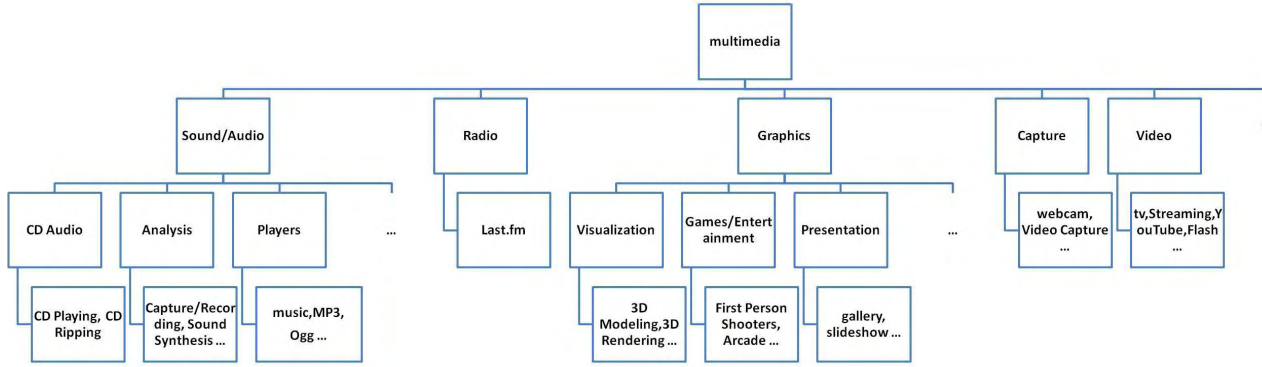 multimedia
Sound/Audio
Radio
Graphics
Capture
Video
CD Audio
Analysis
Players
...
Last.fm
Visualization
Games/Entert
ainment
Presentation
...
webcam,
Video Capture
...
tv,Streaming,Y
ouTube,Flash
...
CD Playing, CD
Ripping
Capture/Recor
ding, Sound
Synthesis ...
music,MP3,
Ogg ...
3D
Modeling,3D
Rendering ...
First Person
Shooters,
Arcade ...
gallery,
slideshow ...